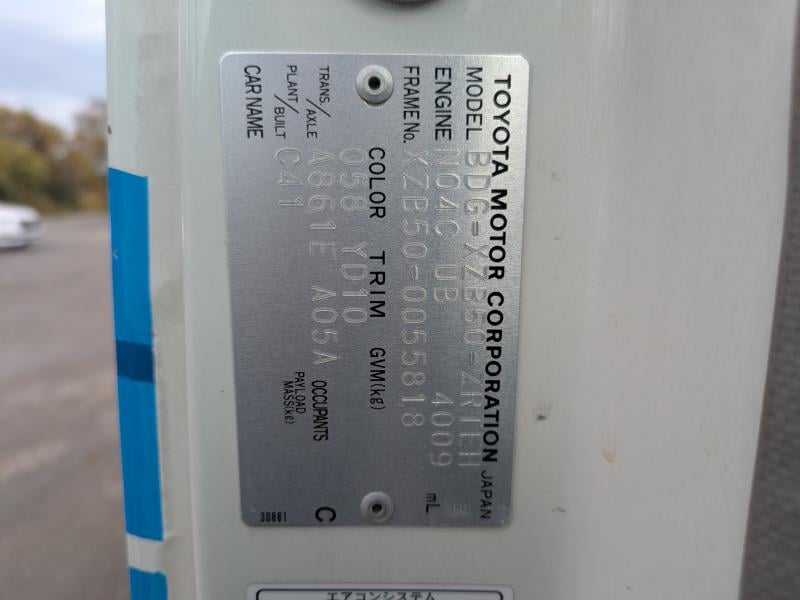 TOYOTA MOTOR CORPORATION JAPAN
MODEL BDG-XZB50-ZRTEH
ENGINE N04C UB 4009 mL
FRAME No. XZB50-0055818
COLOR TRIM GVM(kg)
058 YD10
TRANS./AXLE A861E A05A OCCUPANTS
PLANT/BUILT C41 PAYLOAD MASS(kg)
CAR NAME C
30881
エアコンシステム